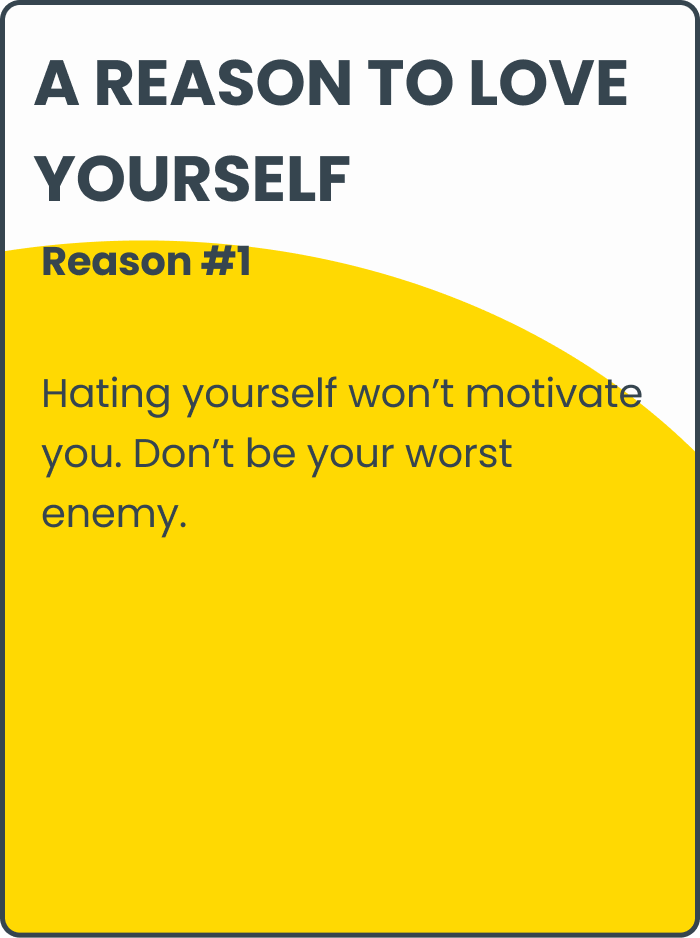 A REASON TO LOVE
YOURSELF
Reason #1
Hating yourself won’t motivate
you. Don’t be your worst
enemy.